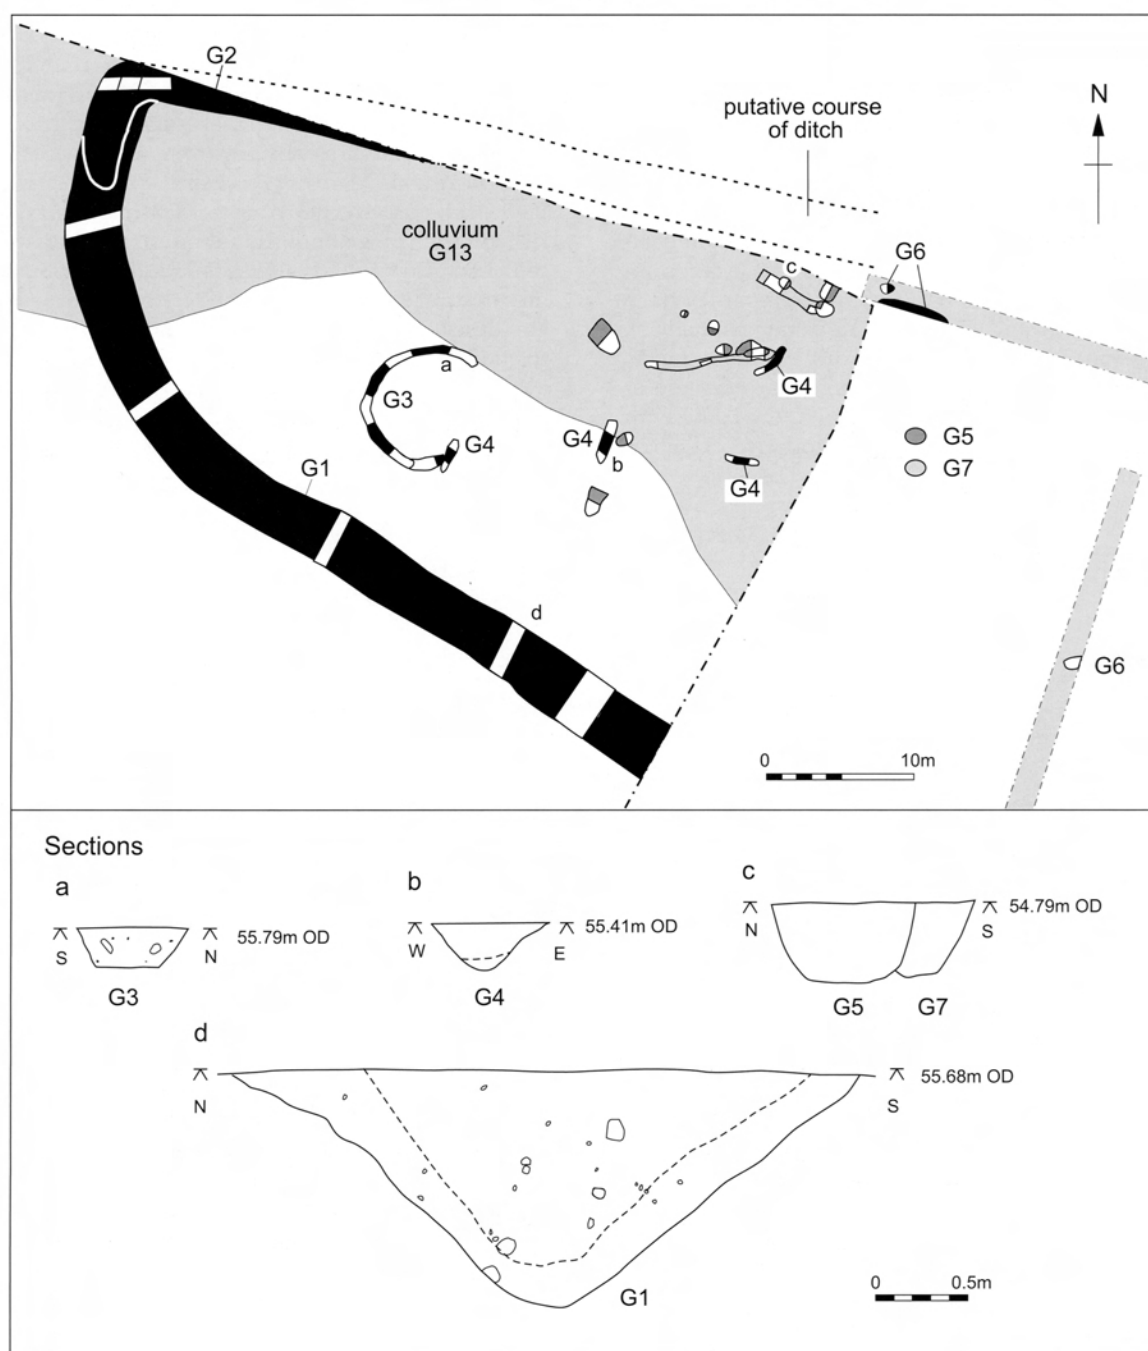 G2
putative course
of ditch
N
colluvium
G13
c
G6
a
G3
G4
G4
G4
b
G4
G5
G7
G1
d
G6
0 10m
Sections
a
S N 55.79m OD
G3
b
W E 55.41m OD
G4
c
N S 54.79m OD
G5 G7
d
N S 55.68m OD
G1
0 0.5m